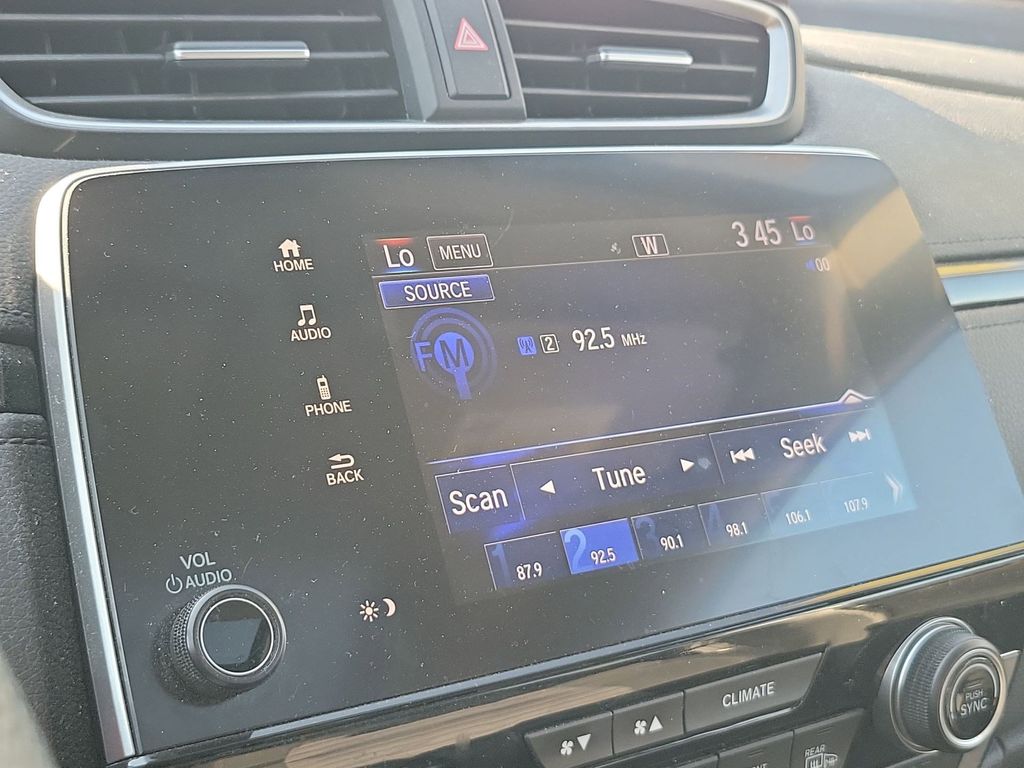 HOME
AUDIO
PHONE
BACK
VOL
AUDIO
Lo MENU W 3 45 Lo
SOURCE 00
FM 2 92.5 MHz
Scan Tune Seek
1 87.9 2 92.5 3 90.1 4 98.1 106.1 107.9
CLIMATE
PUSH
SYNC
REAR